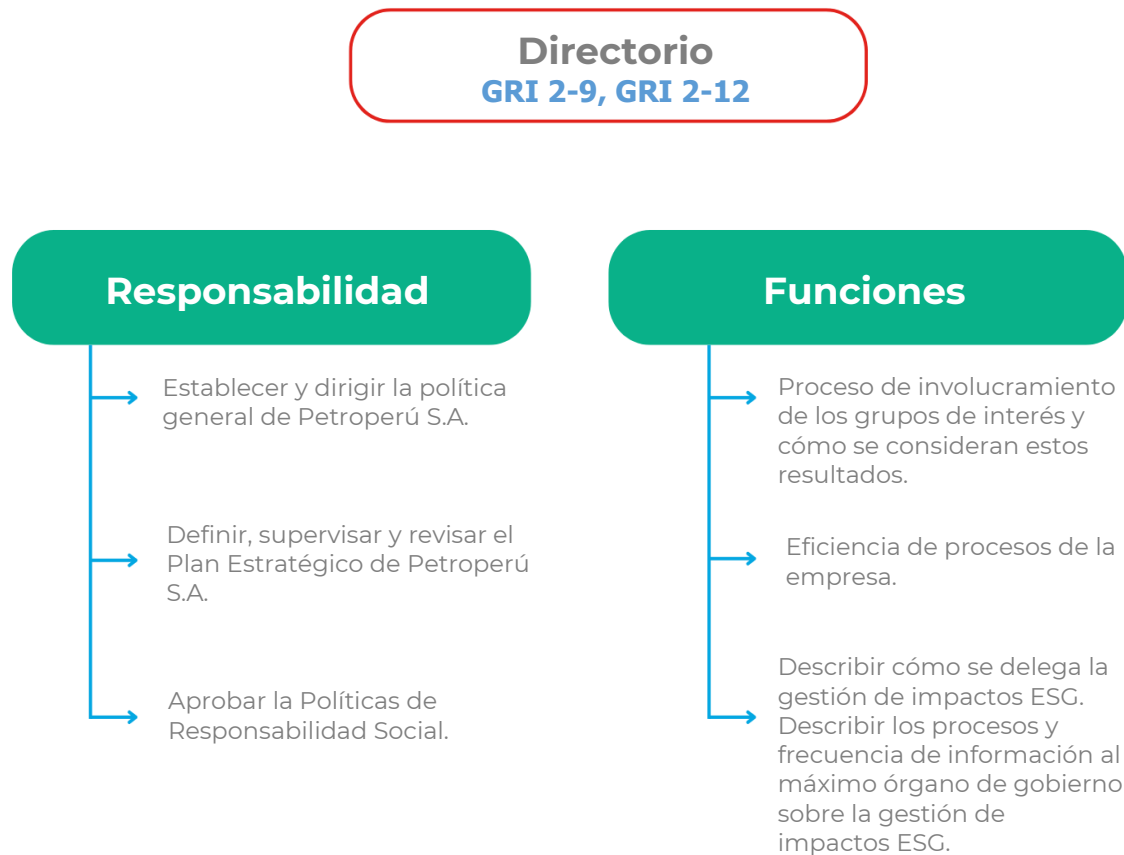 Directorio
GRI 2-9, GRI 2-12
Responsabilidad
Establecer y dirigir la política
general de Petroperú S.A.
Definir, supervisar y revisar el
Plan Estratégico de Petroperú
S.A.
Aprobar la Políticas de
Responsabilidad Social.
Funciones
Proceso de involucramiento
de los grupos de interés y
cómo se consideran estos
resultados.
Eficiencia de procesos de la
empresa.
Describir cómo se delega la
gestión de impactos ESG.
Describir los procesos y
frecuencia de información al
máximo órgano de gobierno
sobre la gestión de
impactos ESG.